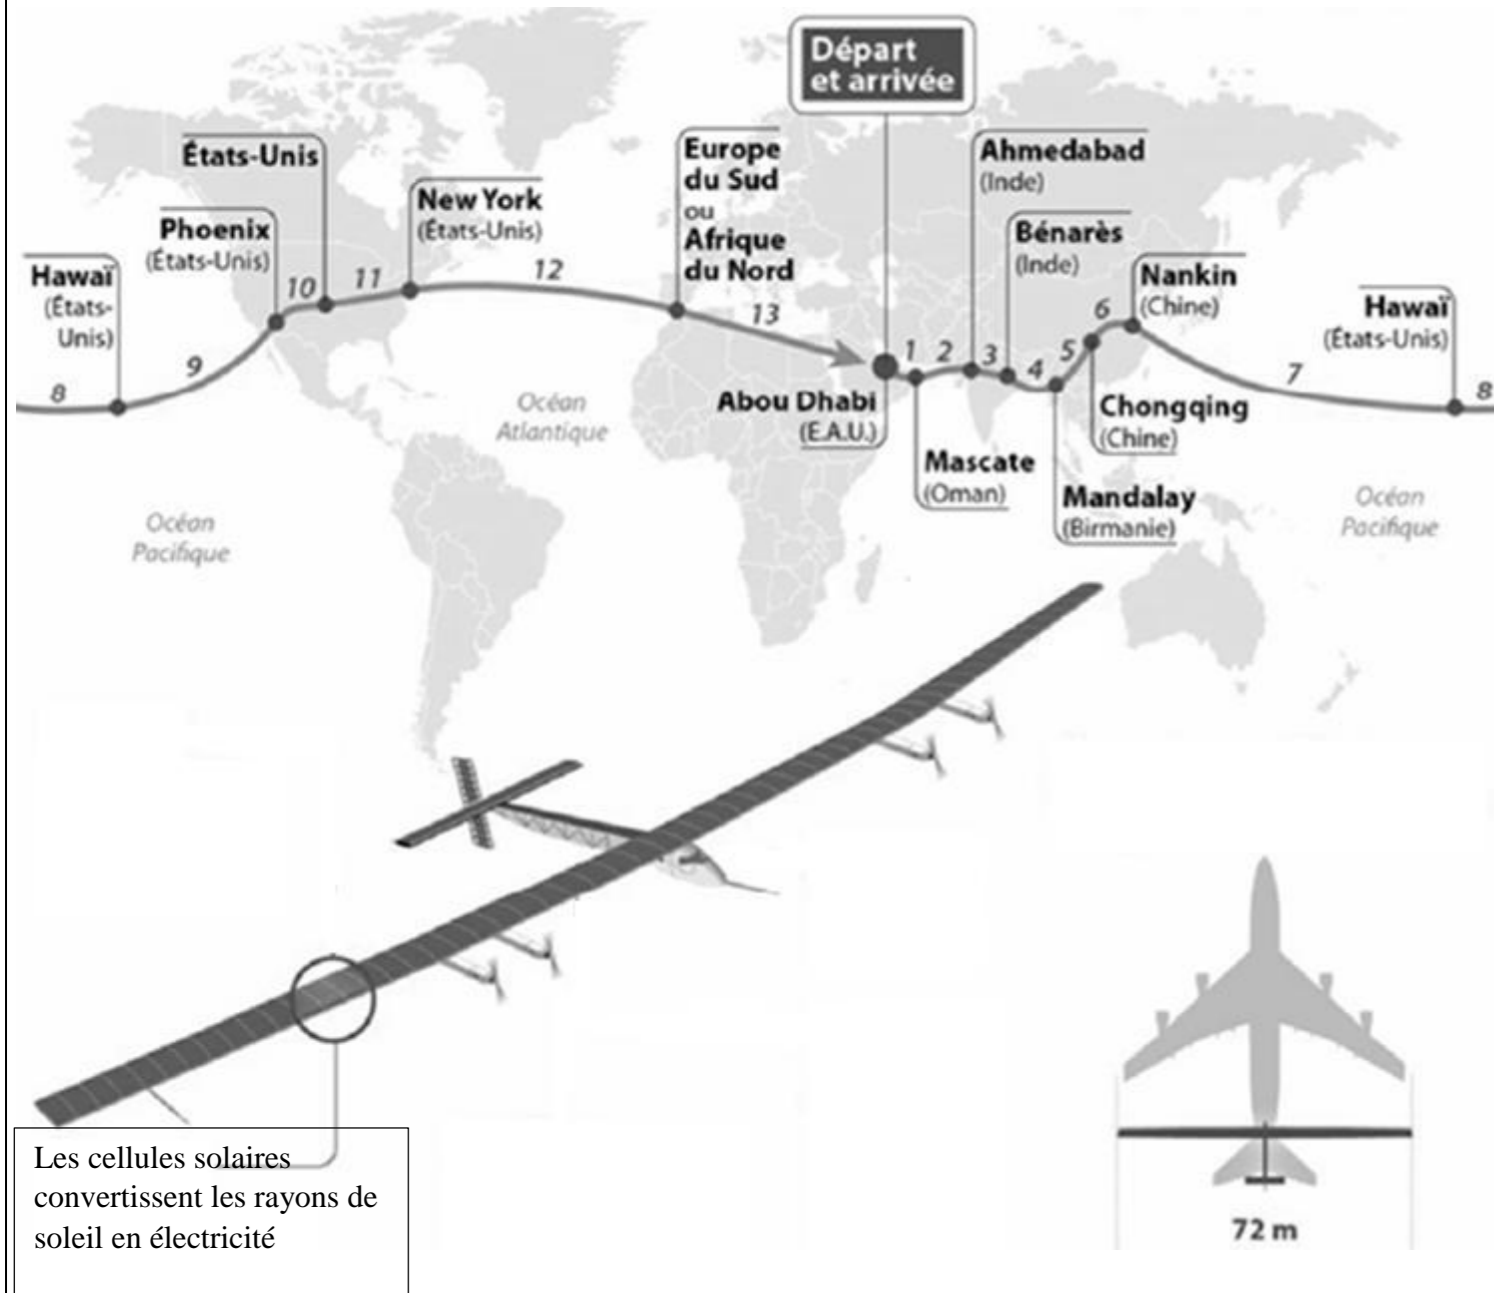 Départ
et arrivée
États-Unis
Europe
du Sud
ou
Afrique
du Nord
Ahmedabad
(Inde)
New York
(États-Unis)
Phoenix
(États-Unis)
Bénarès
(Inde)
Hawaï
(États-
Unis)
Nankin
(Chine)
Hawaï
(États-Unis)
8
9
10
11
12
13
1
2
3
4
5
6
7
8
Abou Dhabi
(E.A.U.)
Océan
Atlantique
Chongqing
(Chine)
Mascate
(Oman)
Mandalay
(Birmanie)
Océan
Pacifique
Océan
Pacifique
72 m
Les cellules solaires
convertissent les rayons de
soleil en électricité